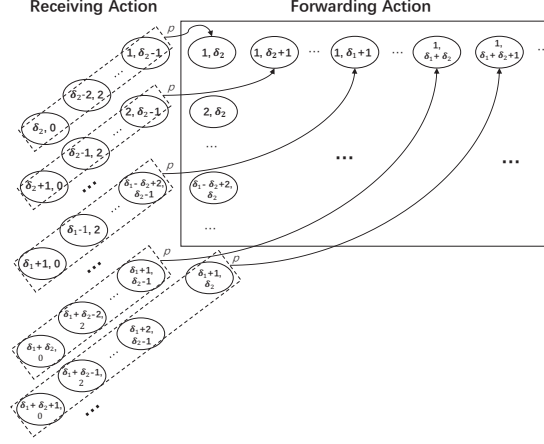 Receiving Action
Forwarding Action
p
1, δ₂-1
1, δ₂
1, δ₂+1
...
1, δ₁+1
...
1,
δ₁+ δ₂
1,
δ₁+ δ₂+1
...
...
δ₂-2, 2
p
δ₂, 0
2, δ₂-1
2, δ₂
...
δ₂-1, 2
...
δ₂+1, 0
...
p
δ₁- δ₂+2,
δ₂-1
δ₁- δ₂+2,
δ₂
...
...
...
δ₁-1, 2
...
δ₁+1, 0
p
p
...
δ₁+1,
δ₂-1
δ₁+1,
δ₂
...
δ₁+ δ₂-2,
2
δ₁+2,
δ₂-1
δ₁+ δ₂,
0
...
δ₁+ δ₂-1,
2
δ₁+ δ₂+1,
0
...